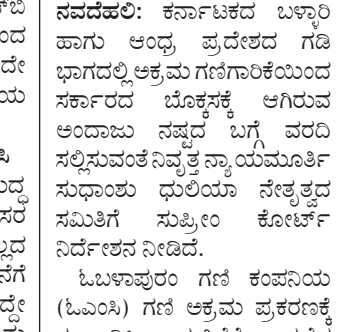 ನವದೆಹಲಿ: ಕರ್ನಾಟಕದ ಬಳ್ಳಾರಿ
ಹಾಗು ಆಂಧ್ರ ಪ್ರದೇಶದ ಗಡಿ
ಭಾಗದಲ್ಲಿ ಅಕ್ರಮ ಗಣಿಗಾರಿಕೆಯಿಂದ
ಸರ್ಕಾರದ ಬೊಕ್ಕಸಕ್ಕೆ ಆಗಿರುವ
ಅಂದಾಜು ನಷ್ಟದ ಬಗ್ಗೆ ವರದಿ
ಸಲ್ಲಿಸುವಂತೆ ನಿವೃತ್ತ ನ್ಯಾಯಮೂರ್ತಿ
ಸುಧಾಂಶು ಧುಲಿಯಾ ನೇತೃತ್ವದ
ಸಮಿತಿಗೆ ಸುಪ್ರೀಂ ಕೋರ್ಟ್
ನಿರ್ದೇಶನ ನೀಡಿದೆ.
ಓಬಳಾಪುರಂ ಗಣಿ ಕಂಪನಿಯ
(ಓಎಂಸಿ) ಗಣಿ ಅಕ್ರಮ ಪ್ರಕರಣಕ್ಕೆ